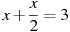 x + x/2 = 3